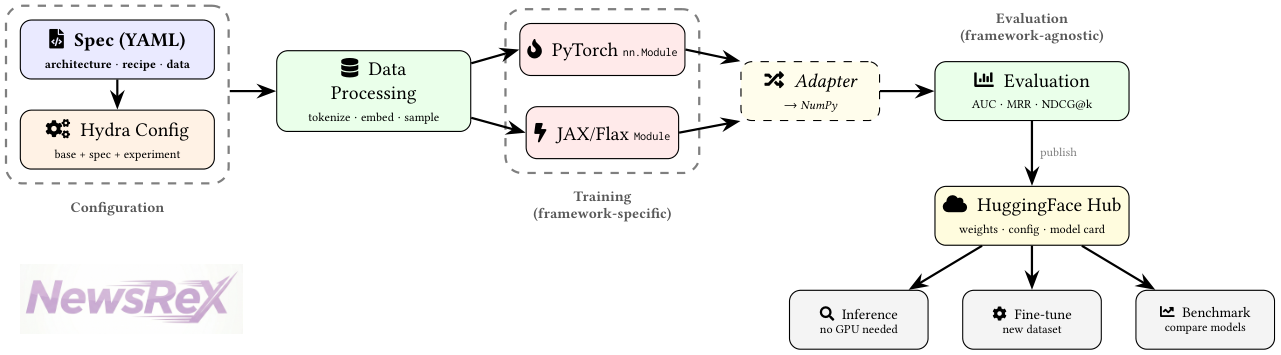 Spec (YAML)
architecture · recipe · data
Hydra Config
base + spec + experiment
Configuration
Data
Processing
tokenize · embed · sample
PyTorch nn.Module
JAX/Flax Module
Training
(framework-specific)
Adapter
→ NumPy
Evaluation
(framework-agnostic)
Evaluation
AUC · MRR · NDCG@k
publish
HuggingFace Hub
weights · config · model card
Inference
no GPU needed
Fine-tune
new dataset
Benchmark
compare models
NewsReX